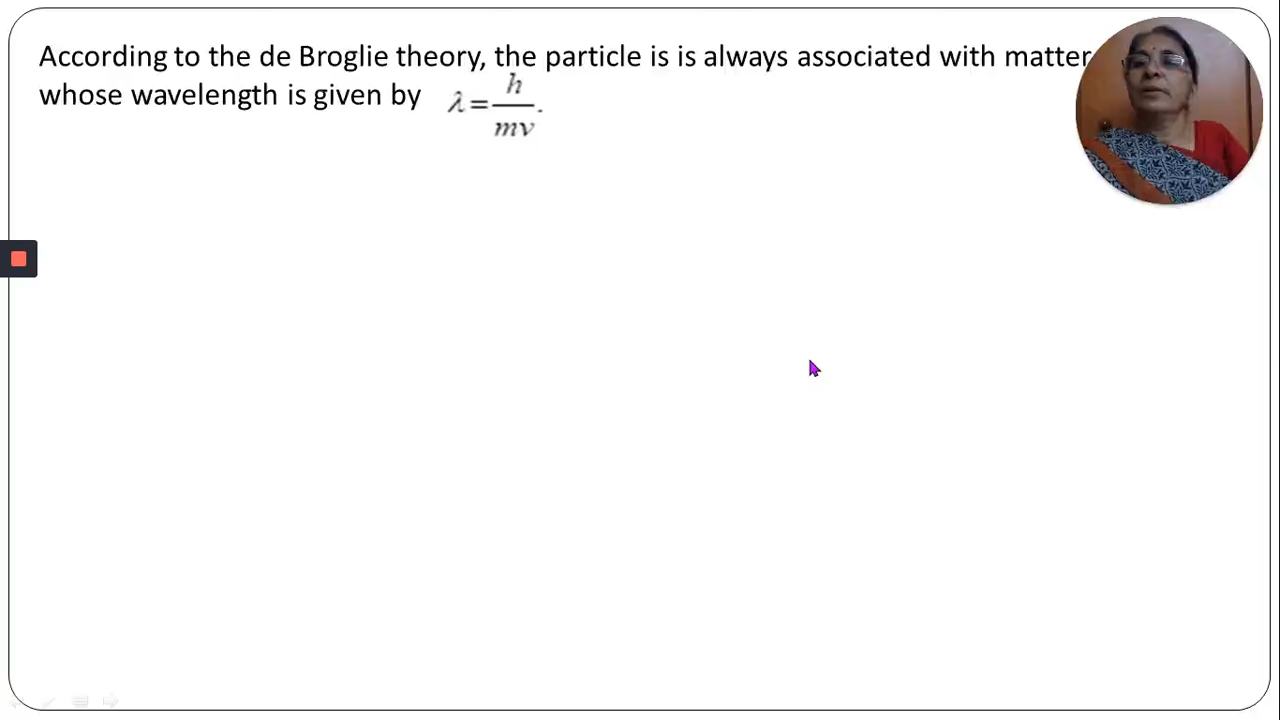 According to the de Broglie theory, the particle is is always associated with matter
whose wavelength is given by λ = h/mv.